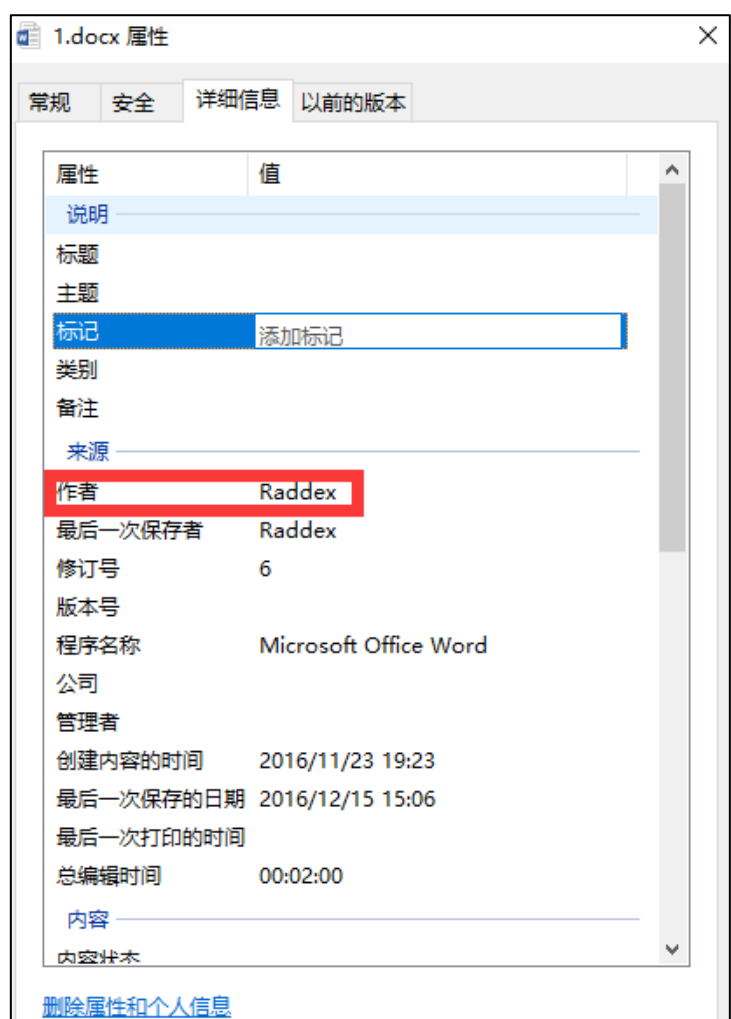 1.docx 属性
常规 安全 详细信息 以前的版本
属性 值
说明
标题
主题
标记 添加标记
类别
备注
来源
作者 Raddex
最后一次保存者 Raddex
修订号 6
版本号
程序名称 Microsoft Office Word
公司
管理者
创建内容的时间 2016/11/23 19:23
最后一次保存的日期 2016/12/15 15:06
最后一次打印的时间
总编辑时间 00:02:00
内容
内容状态
删除属性和个人信息